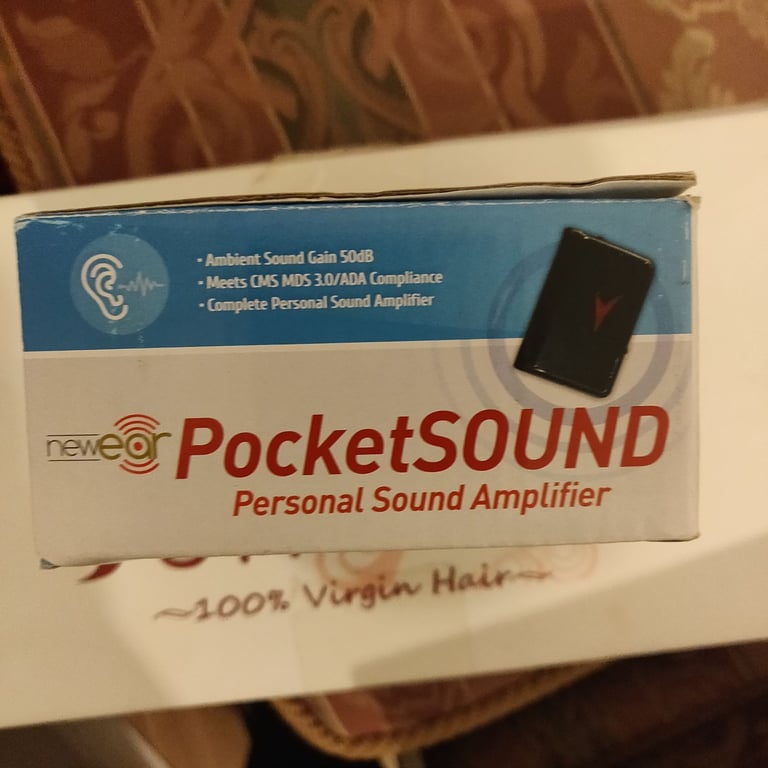 · Ambient Sound Gain 50dB
· Meets CMS MDS 3.0/ADA Compliance
· Complete Personal Sound Amplifier
newear PocketSOUND
Personal Sound Amplifier
~100% Virgin Hair~